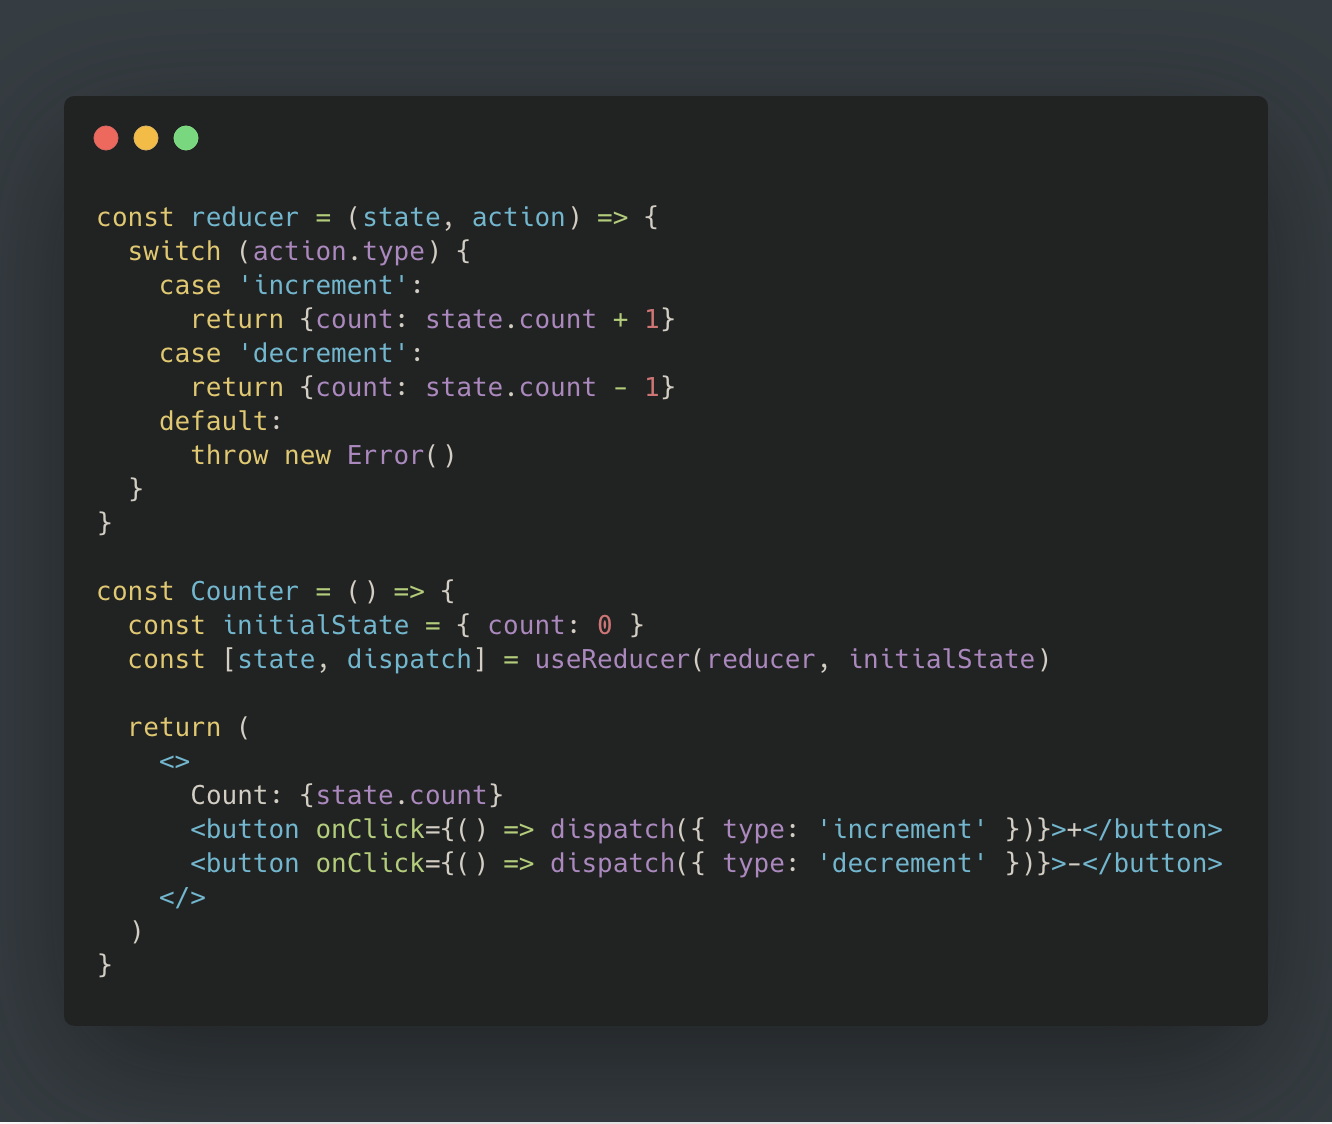 const reducer = (state, action) => {
  switch (action.type) {
    case 'increment':
      return {count: state.count + 1}
    case 'decrement':
      return {count: state.count - 1}
    default:
      throw new Error()
  }
}

const Counter = () => {
  const initialState = { count: 0 }
  const [state, dispatch] = useReducer(reducer, initialState)

  return (
    <>
      Count: {state.count}
      <button onClick={() => dispatch({ type: 'increment' })}>+</button>
      <button onClick={() => dispatch({ type: 'decrement' })}>-</button>
    </>
  )
}